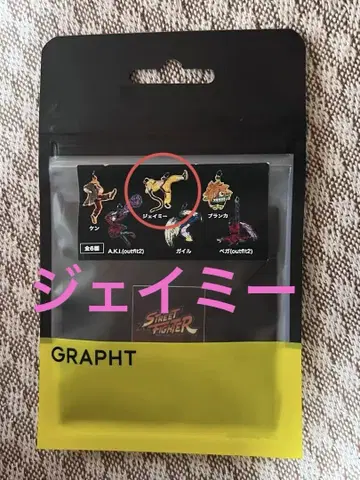 ケン
ジェイミー
ブランカ
全6種
A.K.I.(outfit2)
ガイル
ベガ(outfit2)
ジェイミー
STREET
FIGHTER
GRAPHT